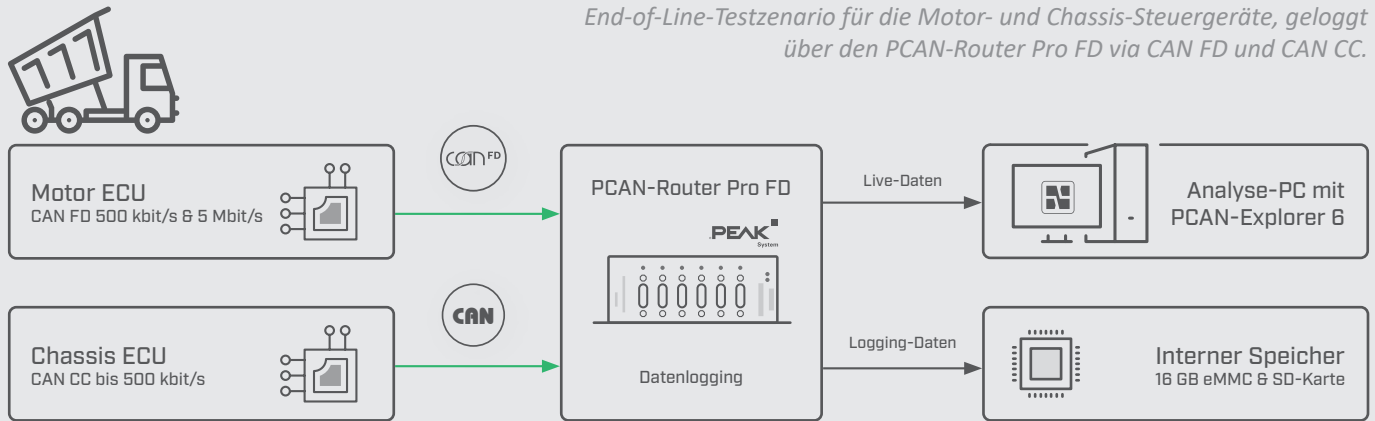 End-of-Line-Testzenario für die Motor- und Chassis-Steuergeräte, geloggt
über den PCAN-Router Pro FD via CAN FD und CAN CC.
Motor ECU
CAN FD 500 kbit/s & 5 Mbit/s
CAN FD
Chassis ECU
CAN CC bis 500 kbit/s
CAN
PCAN-Router Pro FD
PEAK
System
Datenlogging
Live-Daten
Logging-Daten
Analyse-PC mit
PCAN-Explorer 6
Interner Speicher
16 GB eMMC & SD-Karte